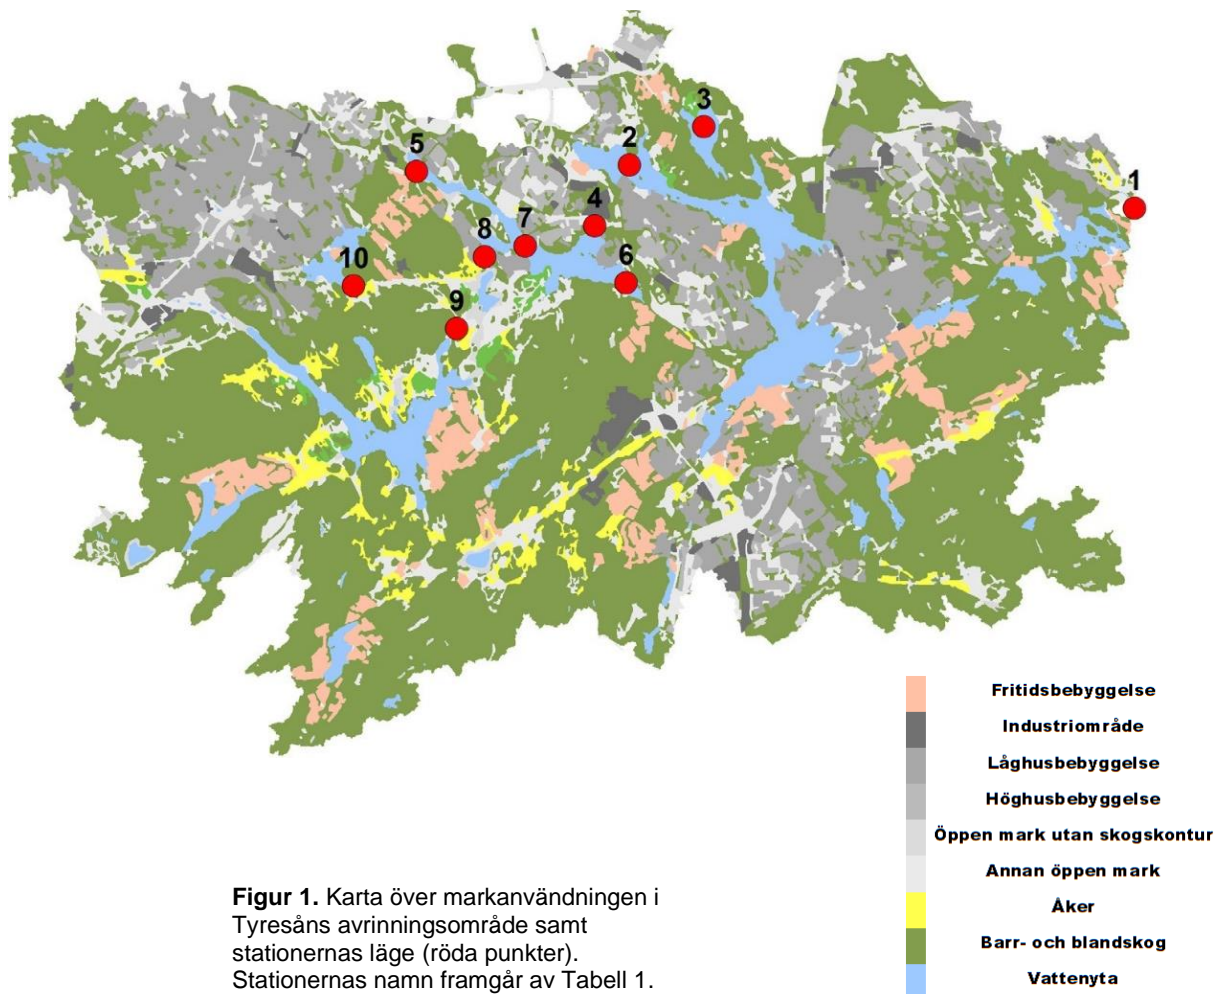 3
2
5
1
4
7
8
6
10
9
Fritidsbebyggelse
Industriområde
Låghusbebyggelse
Höghusbebyggelse
Öppen mark utan skogskontur
Annan öppen mark
Åker
Barr- och blandskog
Vattenyta
Figur 1. Karta över markanvändningen i
Tyresåns avrinningsområde samt
stationernas läge (röda punkter).
Stationernas namn framgår av Tabell 1.